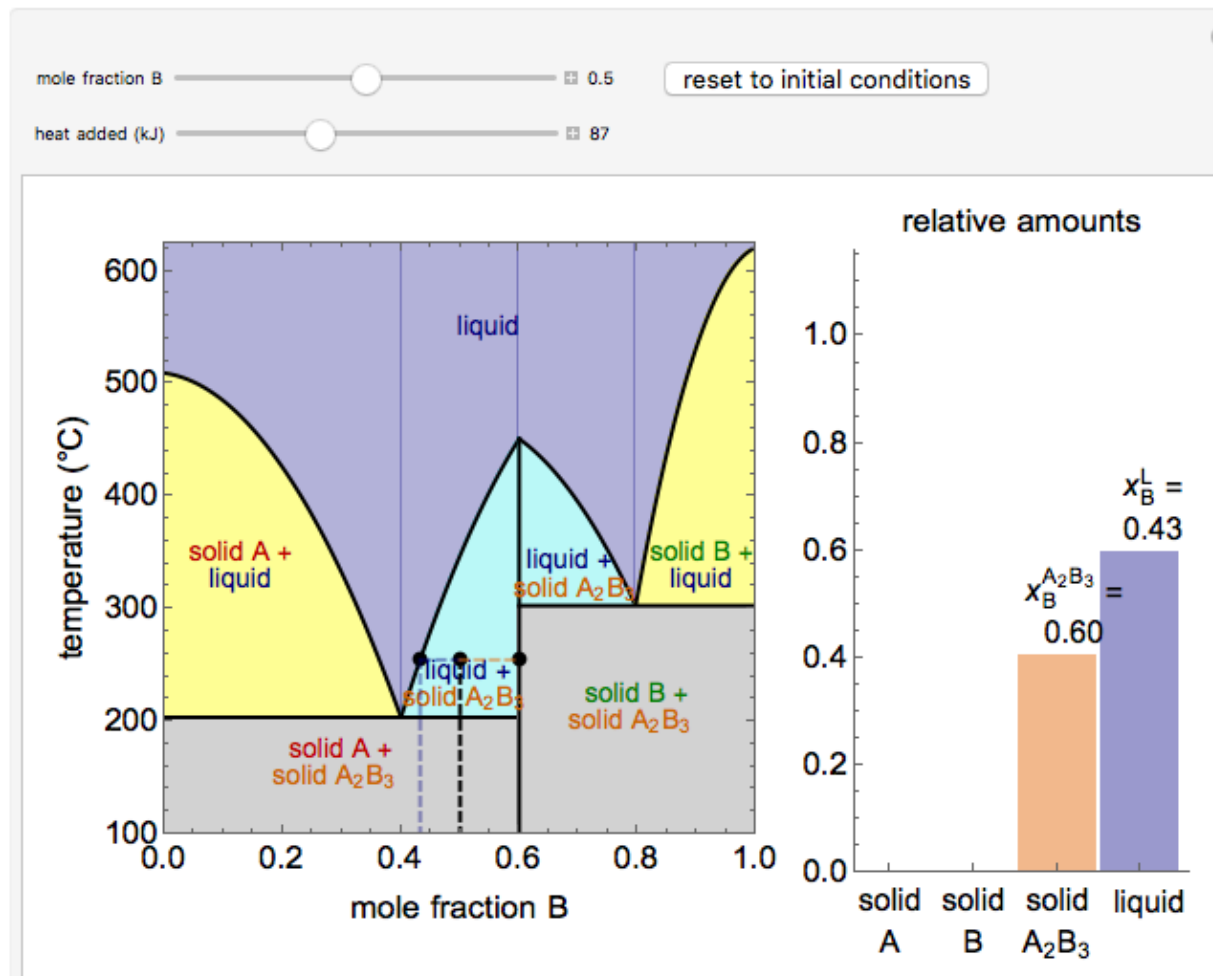 mole fraction B 0.5 reset to initial conditions
heat added (kJ) 87
relative amounts
temperature (°C)
600
500
400
300
200
100
liquid
solid A +
liquid
liquid +
solid A₂B₃
solid B +
liquid
liquid +
solid A₂B₃
solid B +
solid A₂B₃
solid A +
solid A₂B₃
0.0 0.2 0.4 0.6 0.8 1.0
mole fraction B
1.0
0.8
0.6
0.4
0.2
0.0
x_B^L =
0.43
x_B^{A₂B₃} =
0.60
solid solid solid liquid
A B A₂B₃